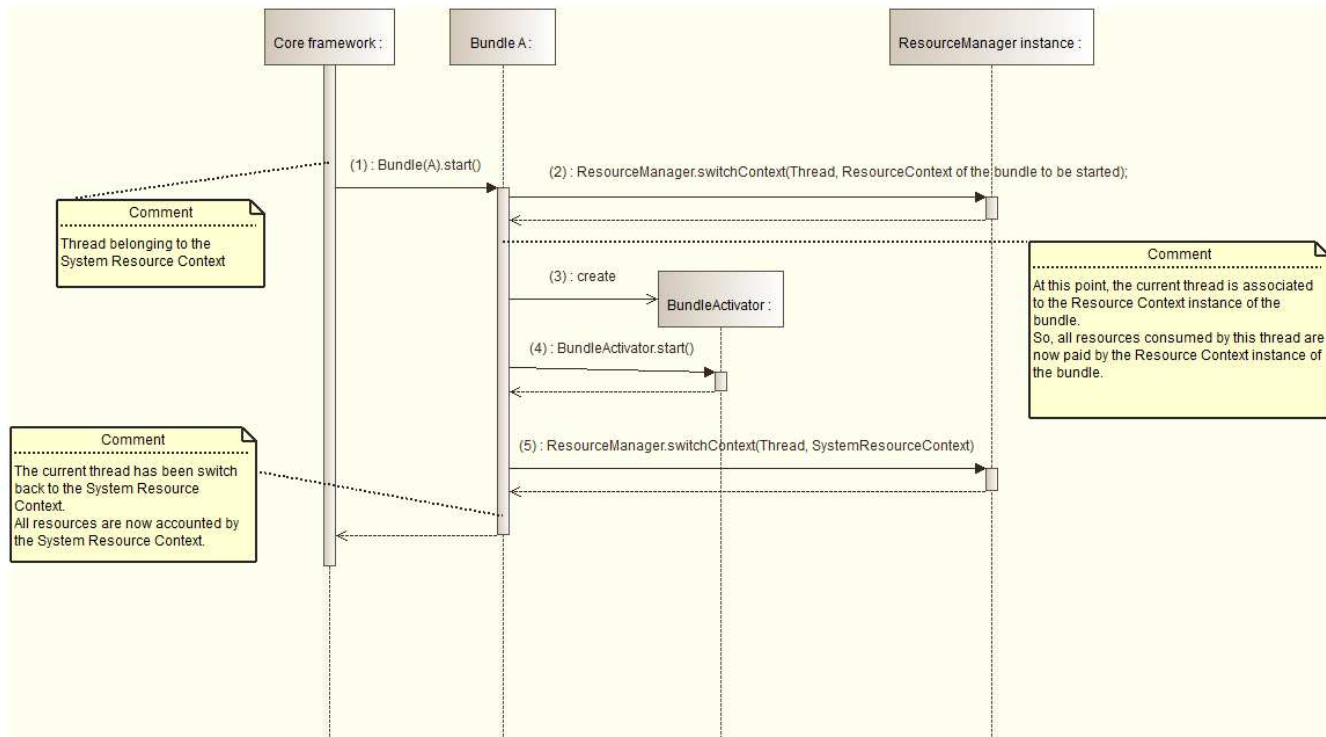 Core framework :
Bundle A :
ResourceManager instance :
(1) : Bundle(A).start()
(2) : ResourceManager.switchContext(Thread, ResourceContext of the bundle to be started);
Comment
Thread belonging to the
System Resource Context
Comment
At this point, the current thread is associated
to the Resource Context instance of the
bundle.
So, all resources consumed by this thread are
now paid by the Resource Context instance of
the bundle.
(3) : create
BundleActivator :
(4) : BundleActivator.start()
Comment
The current thread has been switch
back to the System Resource
Context.
All resources are now accounted by
the System Resource Context.
(5) : ResourceManager.switchContext(Thread, SystemResourceContext)